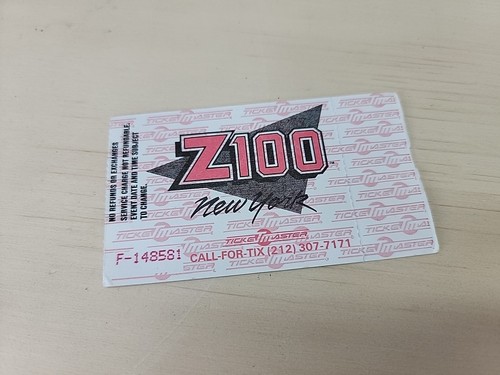 NO REFUNDS OR EXCHANGES
SERVICE CHARGE NOT REFUNDABLE.
EVENT DATE AND TIME SUBJECT
TO CHANGE.
Z100
New York
TICKETMASTER
F-148581 CALL-FOR-TIX (212) 307-7171